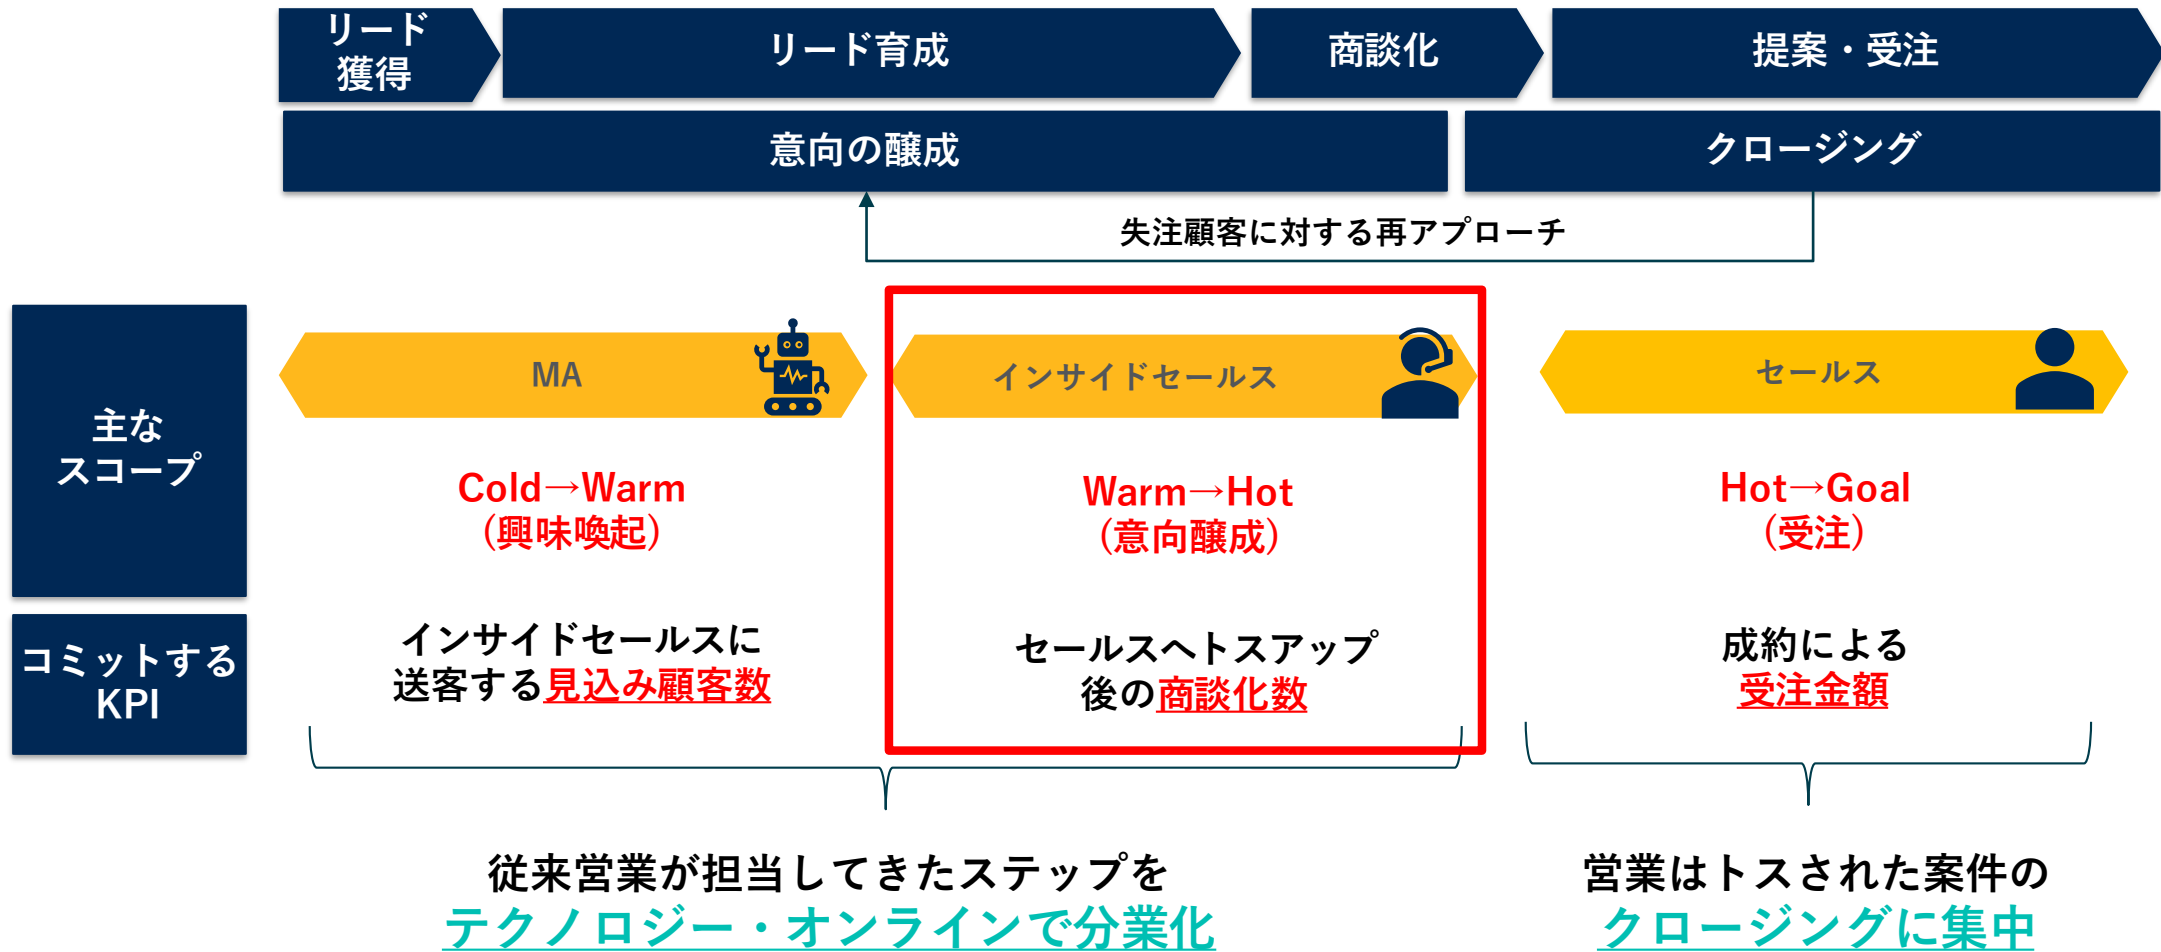 リード
獲得
リード育成
商談化
提案・受注
意向の醸成
クロージング
失注顧客に対する再アプローチ
主な
スコープ
MA
インサイドセールス
セールス
Cold→Warm
（興味喚起）
Warm→Hot
（意向醸成）
Hot→Goal
（受注）
コミットする
KPI
インサイドセールスに
送客する見込み顧客数
セールスへトスアップ
後の商談化数
成約による
受注金額
従来営業が担当してきたステップを
テクノロジー・オンラインで分業化
営業はトスされた案件の
クロージングに集中